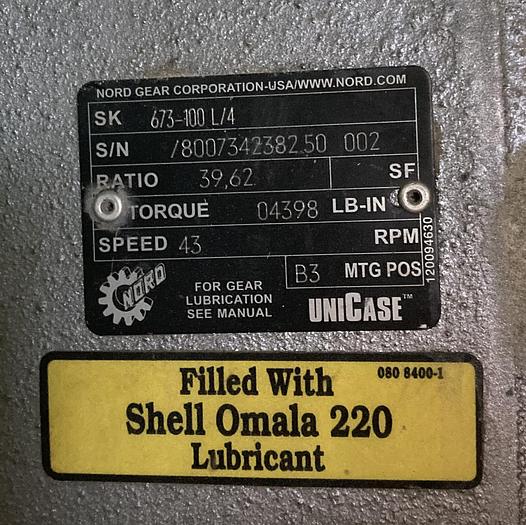 NORD GEAR CORPORATION-USA/WWW.NORD.COM
SK 673-100 L/4
S/N /8007342382.50 002
RATIO 39,62 SF
TORQUE 04398 LB-IN
SPEED 43 RPM
B3 MTG POS
120094630
NORD
FOR GEAR
LUBRICATION
SEE MANUAL
UNICASE™
080 8400-1
Filled With
Shell Omala 220
Lubricant